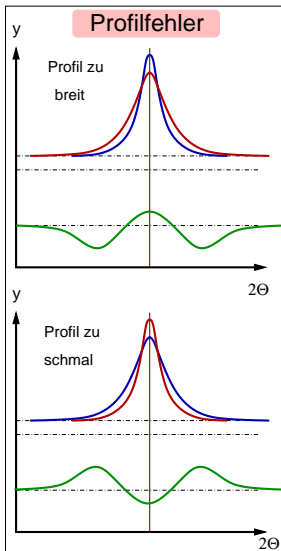 Profilfehler
y
Profil zu
breit
2Θ
y
Profil zu
schmal
2Θ